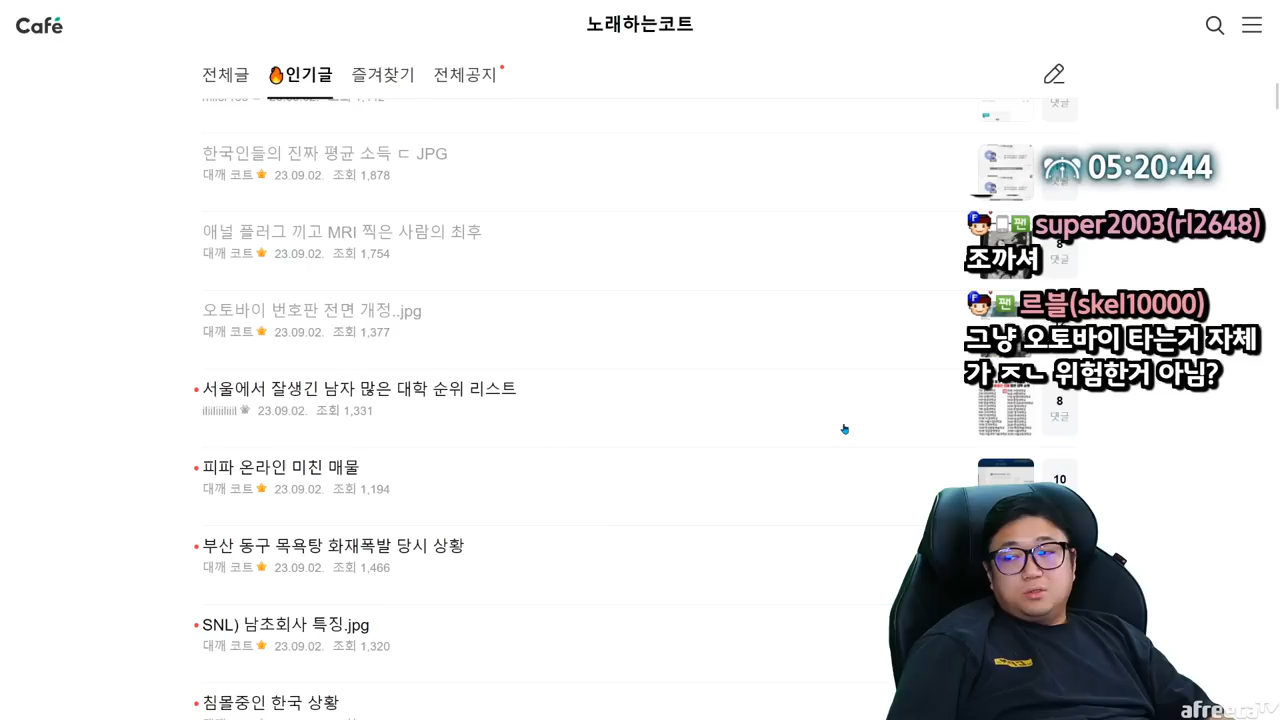 Café
노래하는코트
전체글 🔥인기글 즐겨찾기 전체공지
댓글
한국인들의 진짜 평균 소득 ㄷ JPG
대깨 코트 23.09.02. 조회 1,878
05:20:44
애널 플러그 끼고 MRI 찍은 사람의 최후
대깨 코트 23.09.02. 조회 1,754
8
댓글
팬 super2003(rl2648)
조까셔
오토바이 번호판 전면 개정..jpg
대깨 코트 23.09.02. 조회 1,377
팬 르블(skel10000)
그냥 오토바이 타는거 자체
가 ㅈㄴ 위험한거 아님?
서울에서 잘생긴 남자 많은 대학 순위 리스트
23.09.02. 조회 1,331
8
댓글
피파 온라인 미친 매물
대깨 코트 23.09.02. 조회 1,194
10
부산 동구 목욕탕 화재폭발 당시 상황
대깨 코트 23.09.02. 조회 1,466
SNL) 남초회사 특징.jpg
대깨 코트 23.09.02. 조회 1,320
침몰중인 한국 상황
afreecaTV